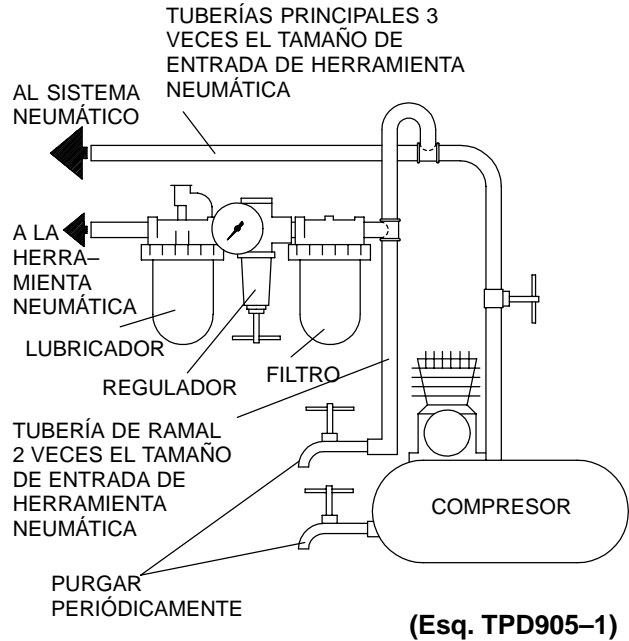 TUBERÍAS PRINCIPALES 3
VECES EL TAMAÑO DE
ENTRADA DE HERRAMIENTA
NEUMÁTICA
AL SISTEMA
NEUMÁTICO
A LA
HERRA–
MIENTA
NEUMÁTICA
LUBRICADOR
REGULADOR
FILTRO
TUBERÍA DE RAMAL
2 VECES EL TAMAÑO
DE ENTRADA DE
HERRAMIENTA
NEUMÁTICA
COMPRESOR
PURGAR
PERIÓDICAMENTE
(Esq. TPD905–1)